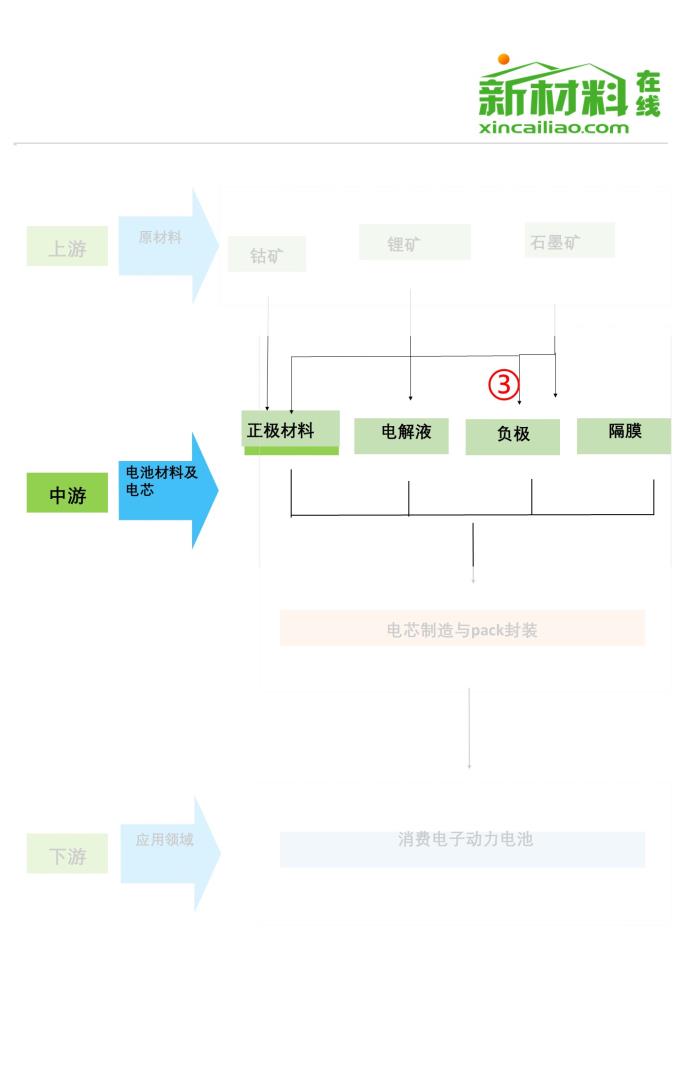 新材料在线
xincailiao.com
上游
原材料
钴矿
锂矿
石墨矿
③
正极材料
电解液
负极
隔膜
中游
电池材料及
电芯
电芯制造与pack封装
下游
应用领域
消费电子动力电池